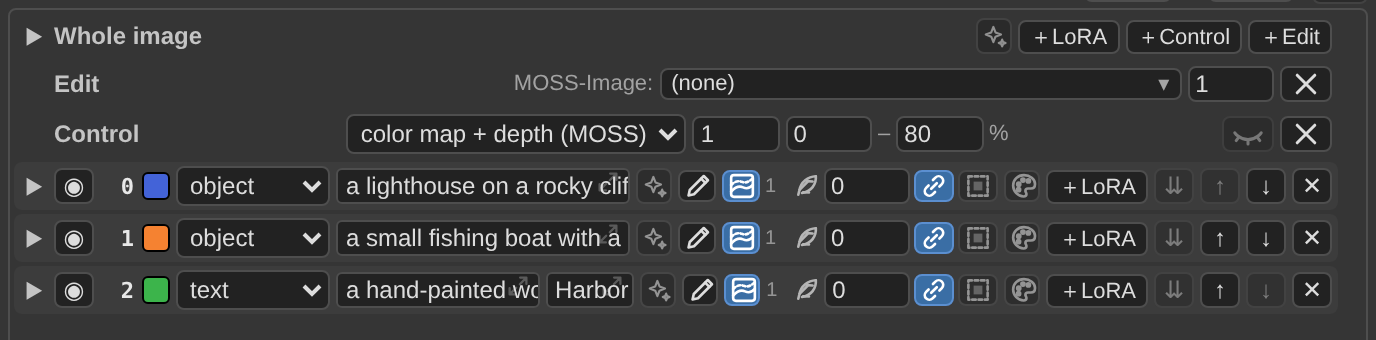 Whole image +LoRA +Control +Edit
Edit MOSS-Image: (none) 1
Control color map + depth (MOSS) 1 0 – 80 %
0 object a lighthouse on a rocky clif 1 0 +LoRA
1 object a small fishing boat with a 1 0 +LoRA
2 text a hand-painted Harbor 1 0 +LoRA